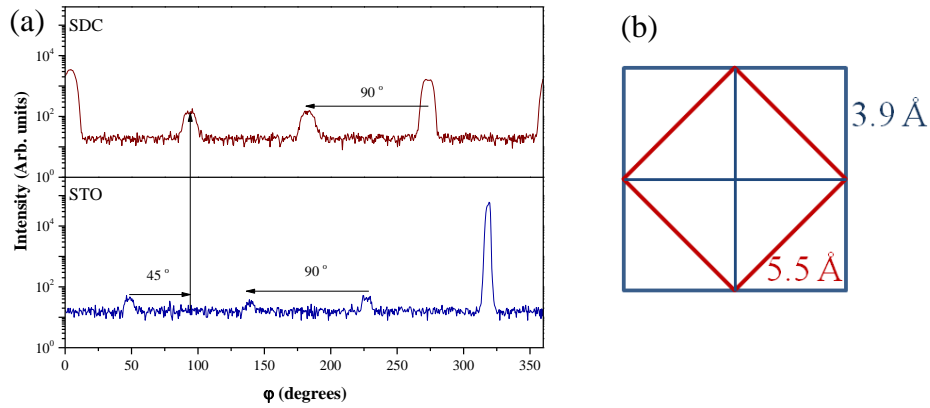 (a)
SDC
10^4
10^2
10^0
90 °
STO
10^4
10^2
10^0
45 °
90 °
0 50 100 150 200 250 300 350
φ (degrees)
Intensity (Arb. units)
(b)
3.9 Å
5.5 Å